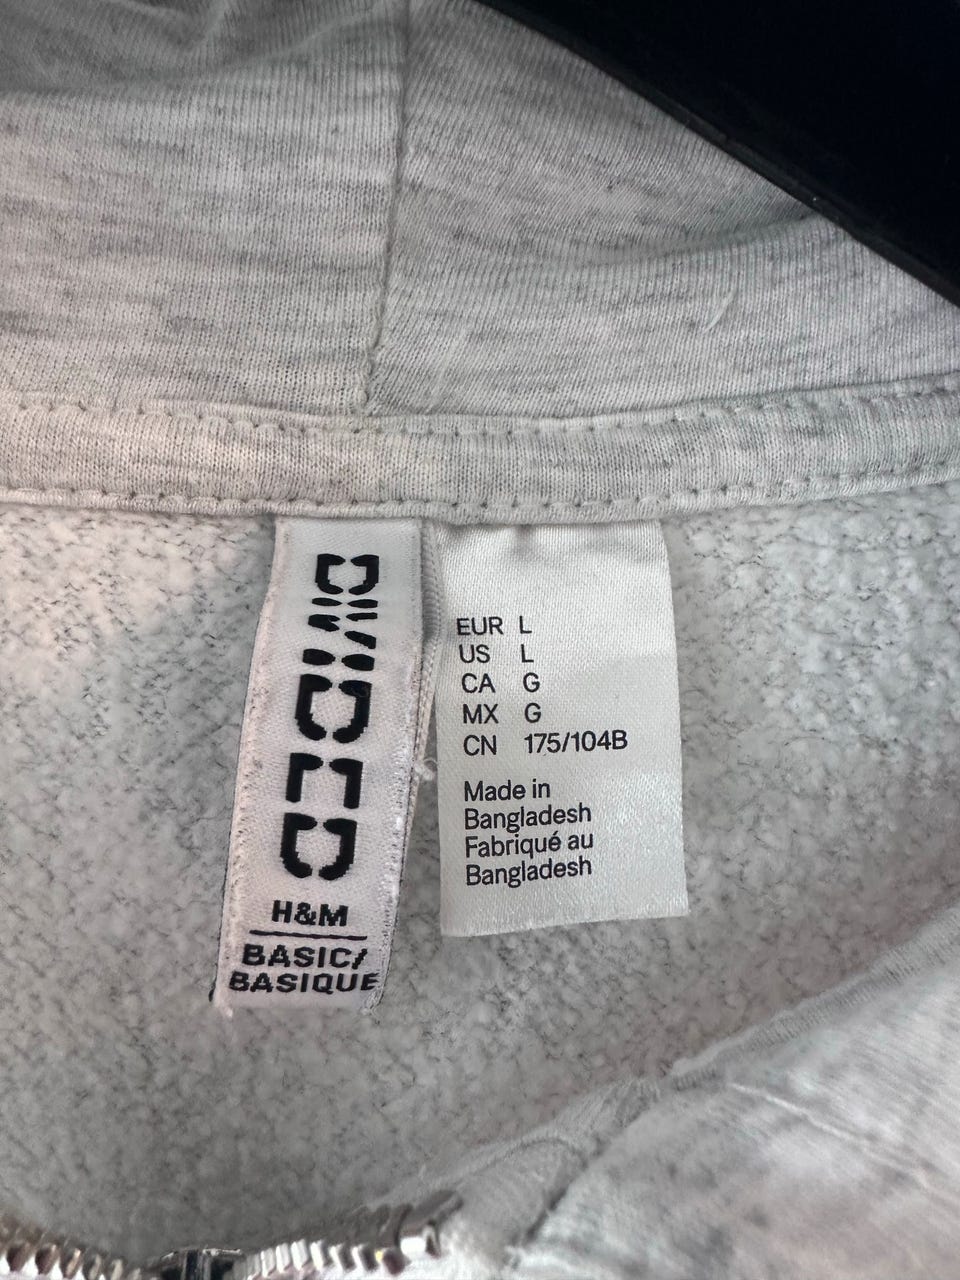 DIVIDED
H&M
BASIC/
BASIQUE
EUR L
US L
CA G
MX G
CN 175/104B
Made in
Bangladesh
Fabriqué au
Bangladesh